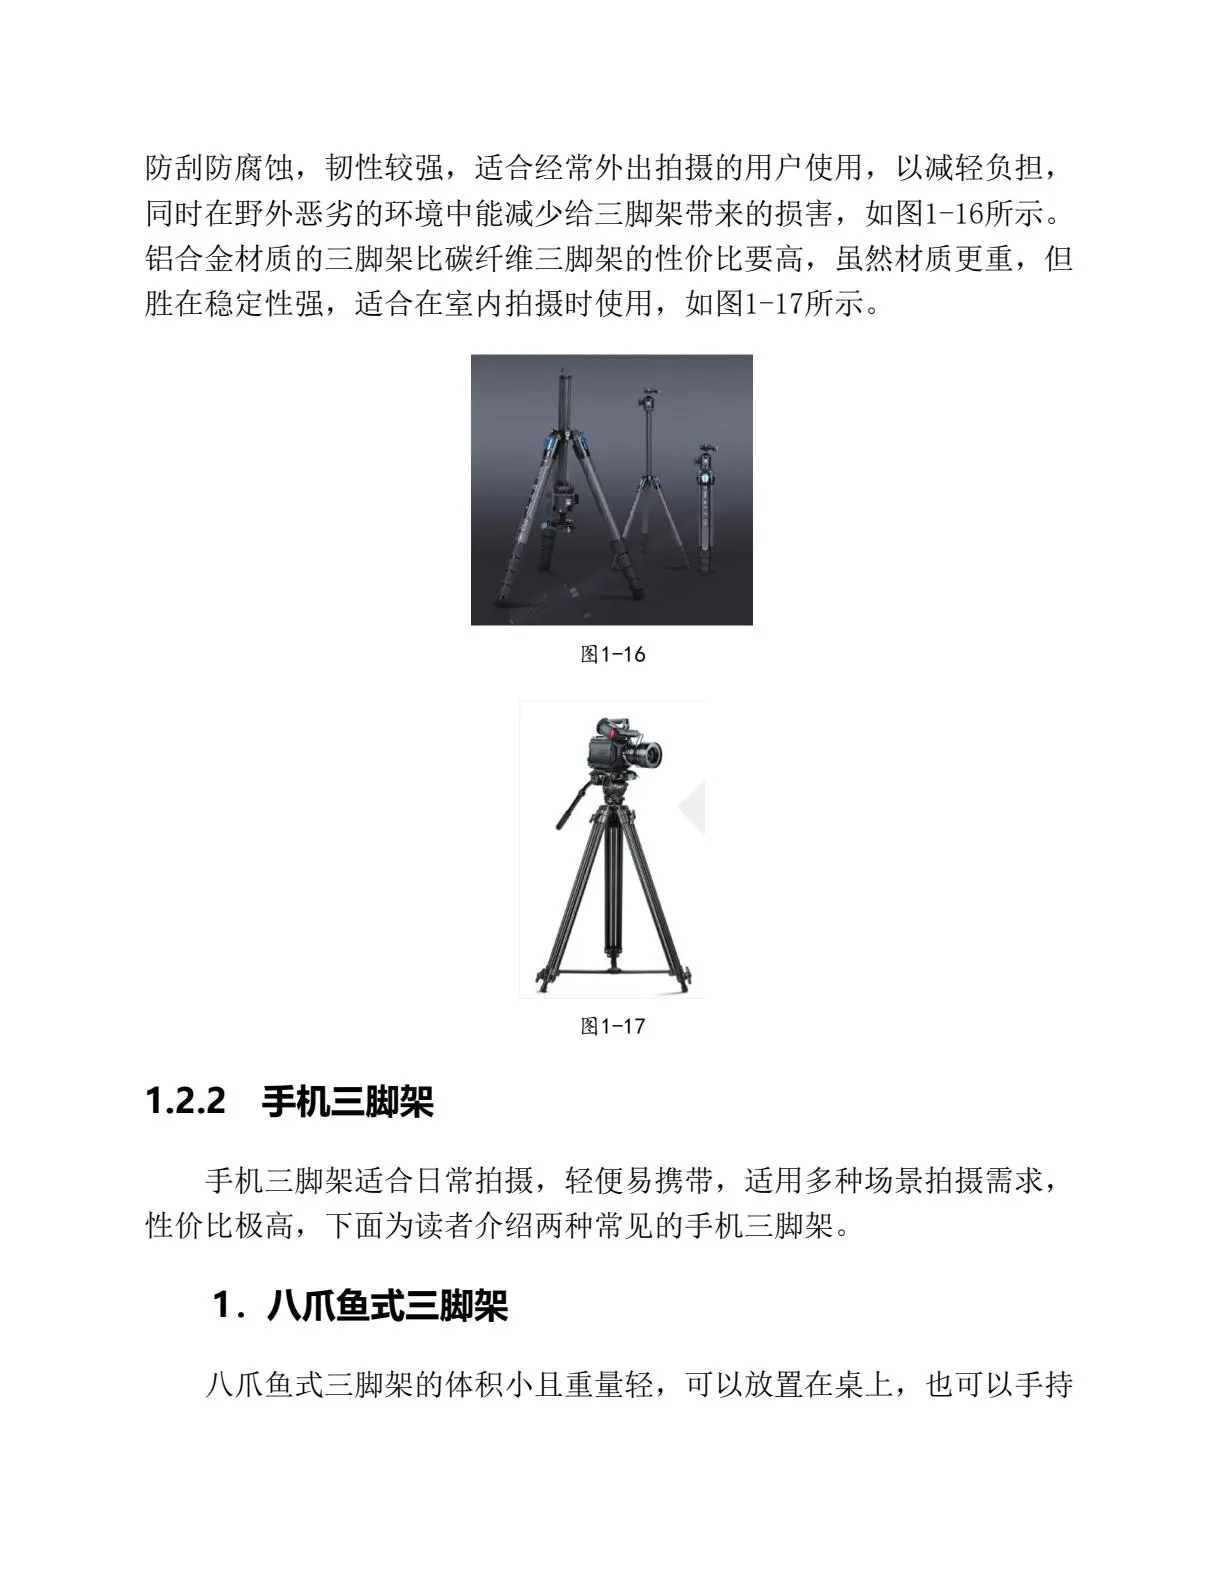 防刮防腐蚀，韧性较强，适合经常外出拍摄的用户使用，以减轻负担，
同时在野外恶劣的环境中能减少给三脚架带来的损害，如图1-16所示。
铝合金材质的三脚架比碳纤维三脚架的性价比要高，虽然材质更重，但
胜在稳定性强，适合在室内拍摄时使用，如图1-17所示。
图1-16
图1-17
1.2.2 手机三脚架
手机三脚架适合日常拍摄，轻便易携带，适用多种场景拍摄需求，
性价比极高，下面为读者介绍两种常见的手机三脚架。
1. 八爪鱼式三脚架
八爪鱼式三脚架的体积小且重量轻，可以放置在桌上，也可以手持